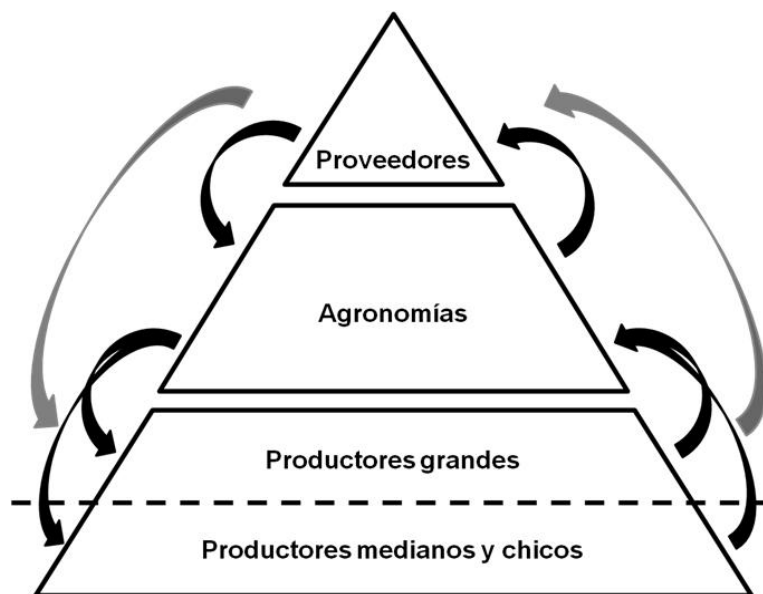 Proveedores
Agronomías
Productores grandes
Productores medianos y chicos